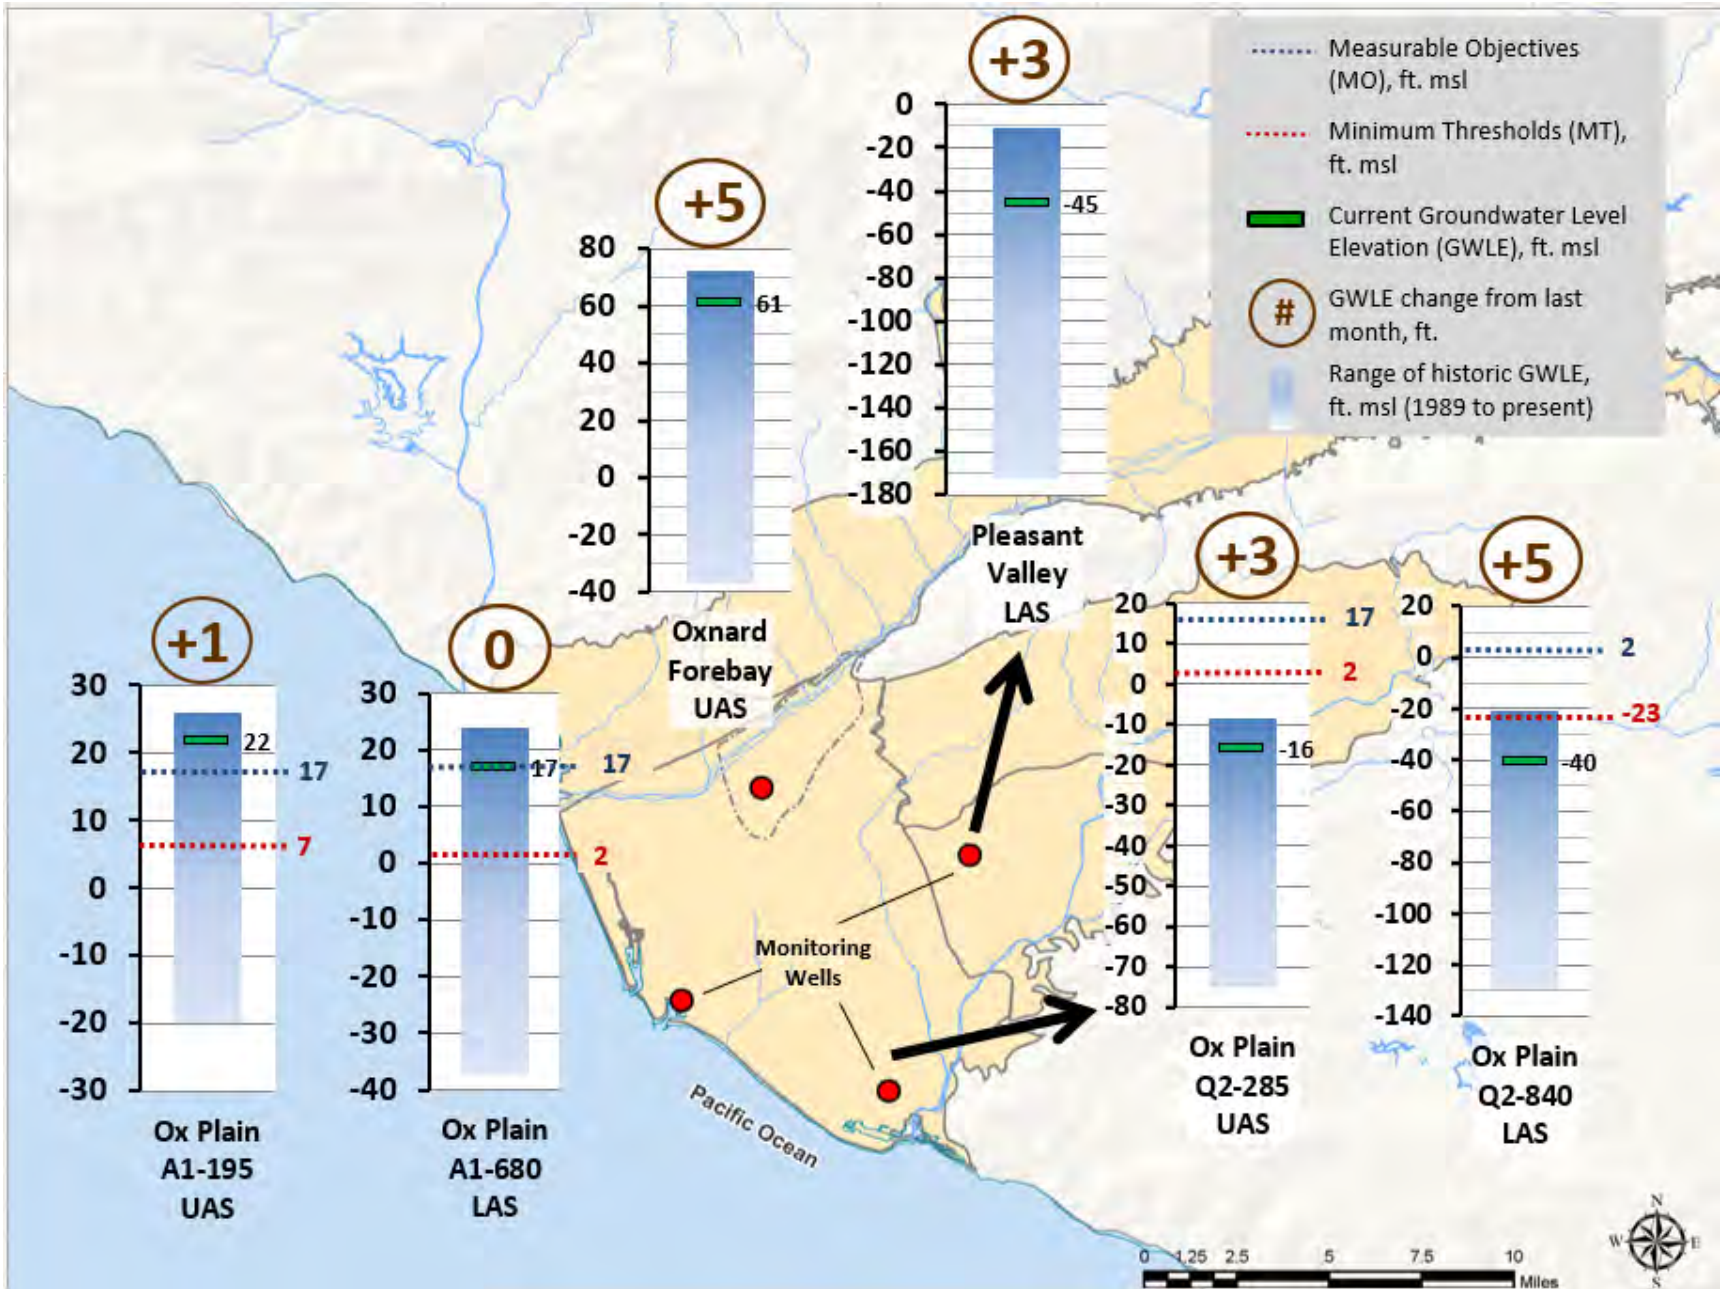 Measurable Objectives
(MO), ft. msl
Minimum Thresholds (MT),
ft. msl
Current Groundwater Level
Elevation (GWLE), ft. msl
#
GWLE change from last
month, ft.
Range of historic GWLE,
ft. msl (1989 to present)
+3
0
-20
-40
-60
-80
-100
-120
-140
-160
-180
-45
Pleasant
Valley
LAS
+5
80
60
40
20
0
-20
-40
61
Oxnard
Forebay
UAS
+1
30
20
10
0
-10
-20
-30
22
17
7
Ox Plain
A1-195
UAS
0
30
20
10
0
-10
-20
-30
-40
17
17
2
Ox Plain
A1-680
LAS
+3
20
10
0
-10
-20
-30
-40
-50
-60
-70
-80
17
2
-16
Ox Plain
Q2-285
UAS
+5
20
0
-20
-40
-60
-80
-100
-120
-140
2
-23
-40
Ox Plain
Q2-840
LAS
Monitoring
Wells
Pacific Ocean
N
W E
S
0 1.25 2.5 5 7.5 10
Miles